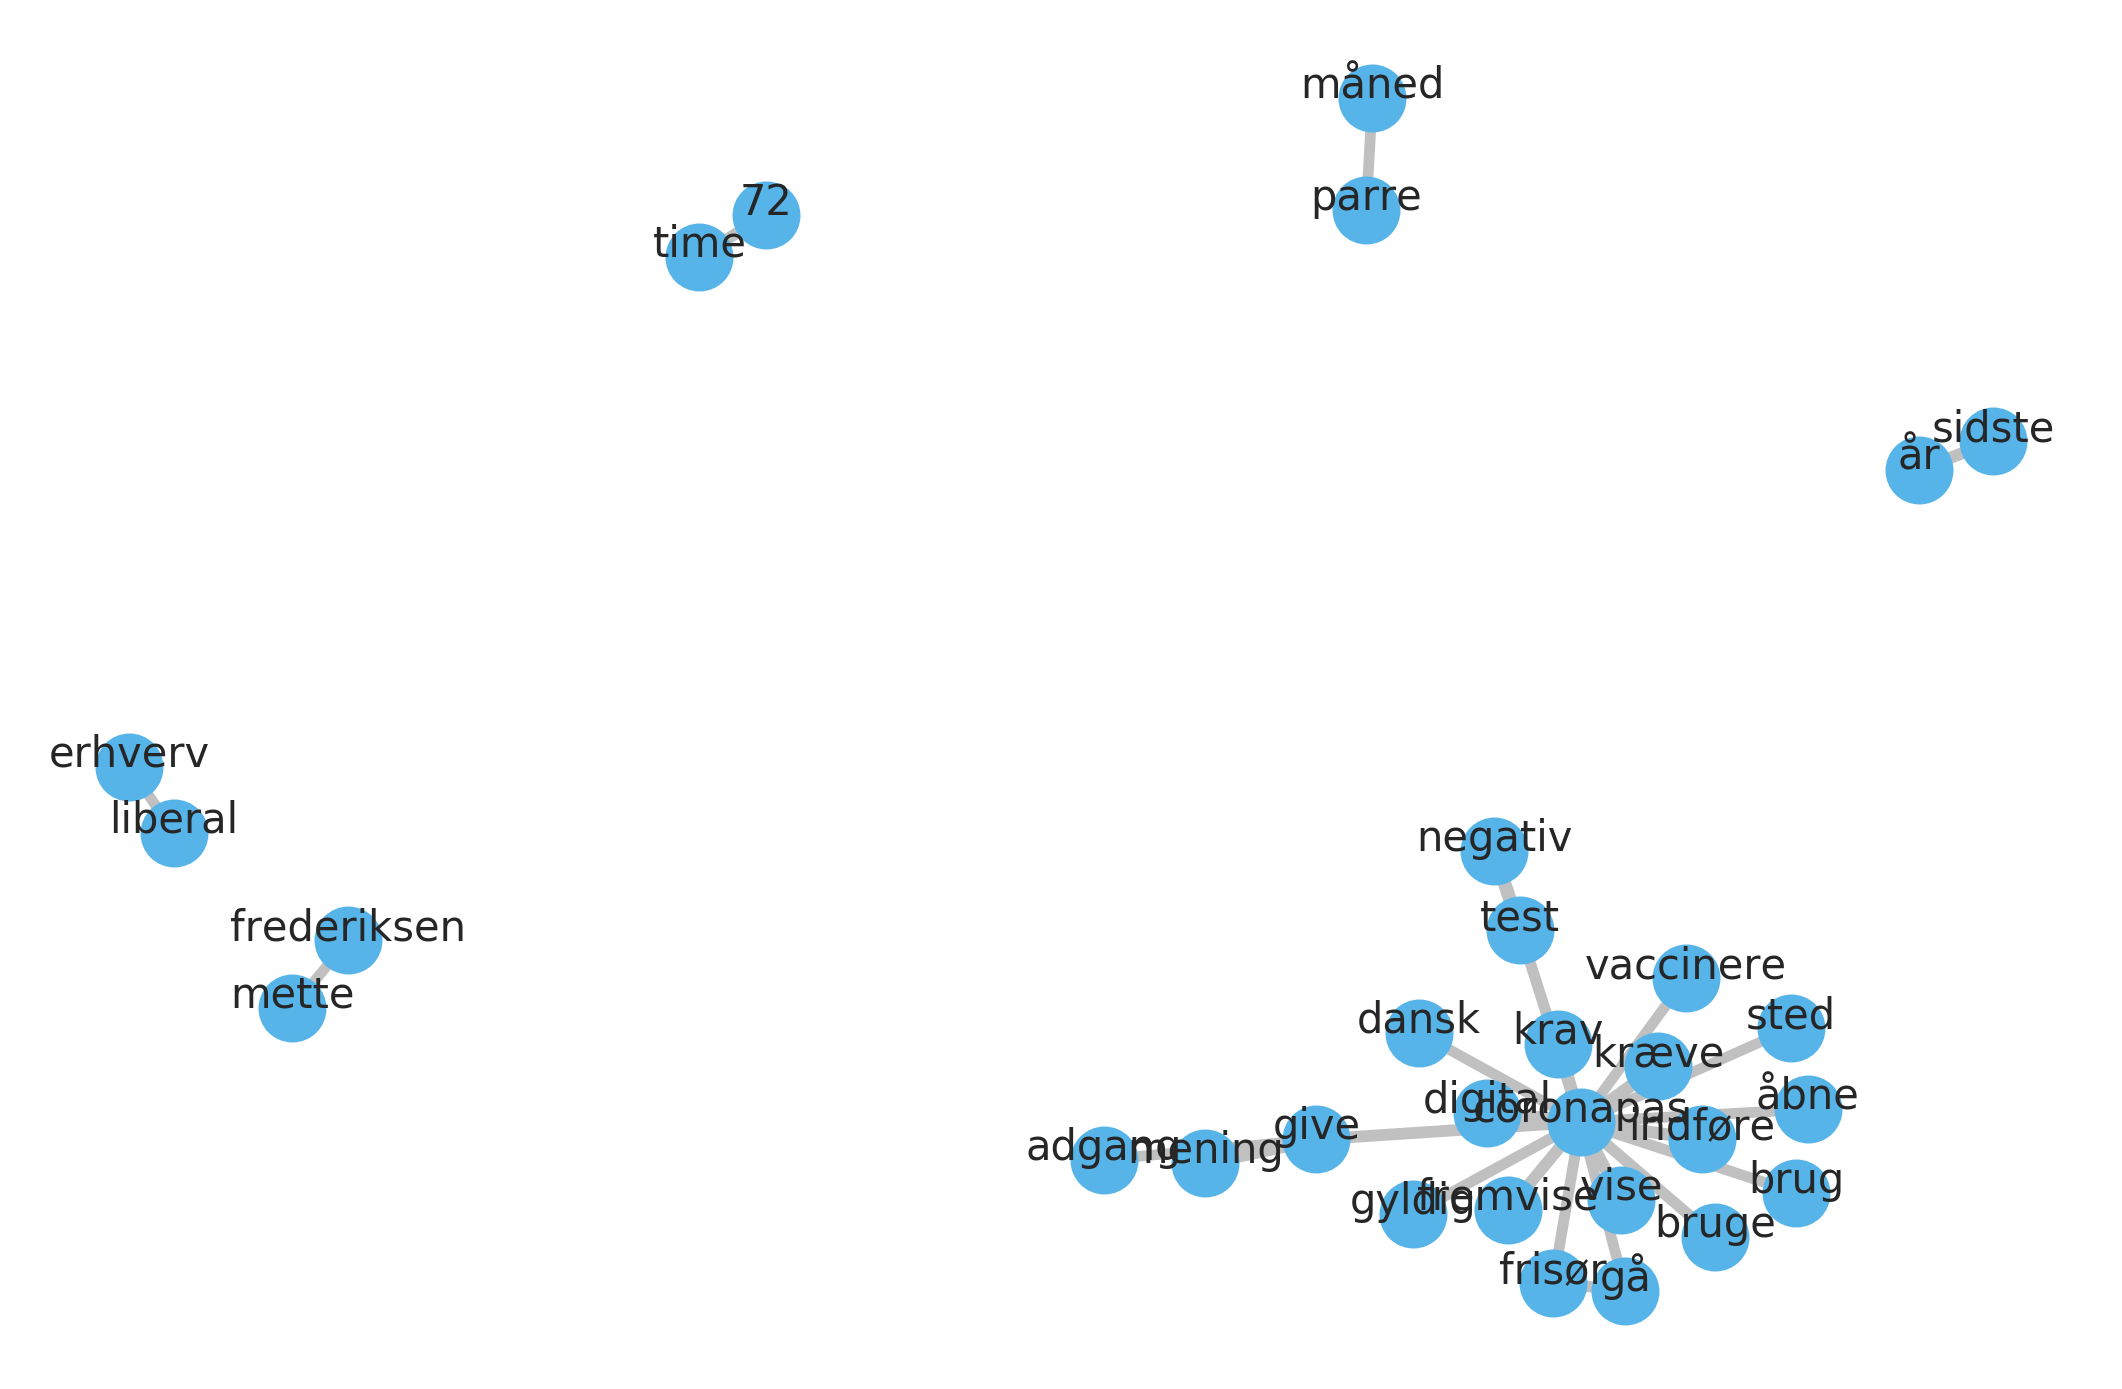 måned
72
parre
time
sidste
år
erhverv
liberal
negativ
test
frederiksen
vaccinere
mette
sted
dansk
krav
kræve
åbne
digital
coronapas
give
indføre
adgang
mening
brug
vise
fremvise
gyldig
bruge
frisør
gå